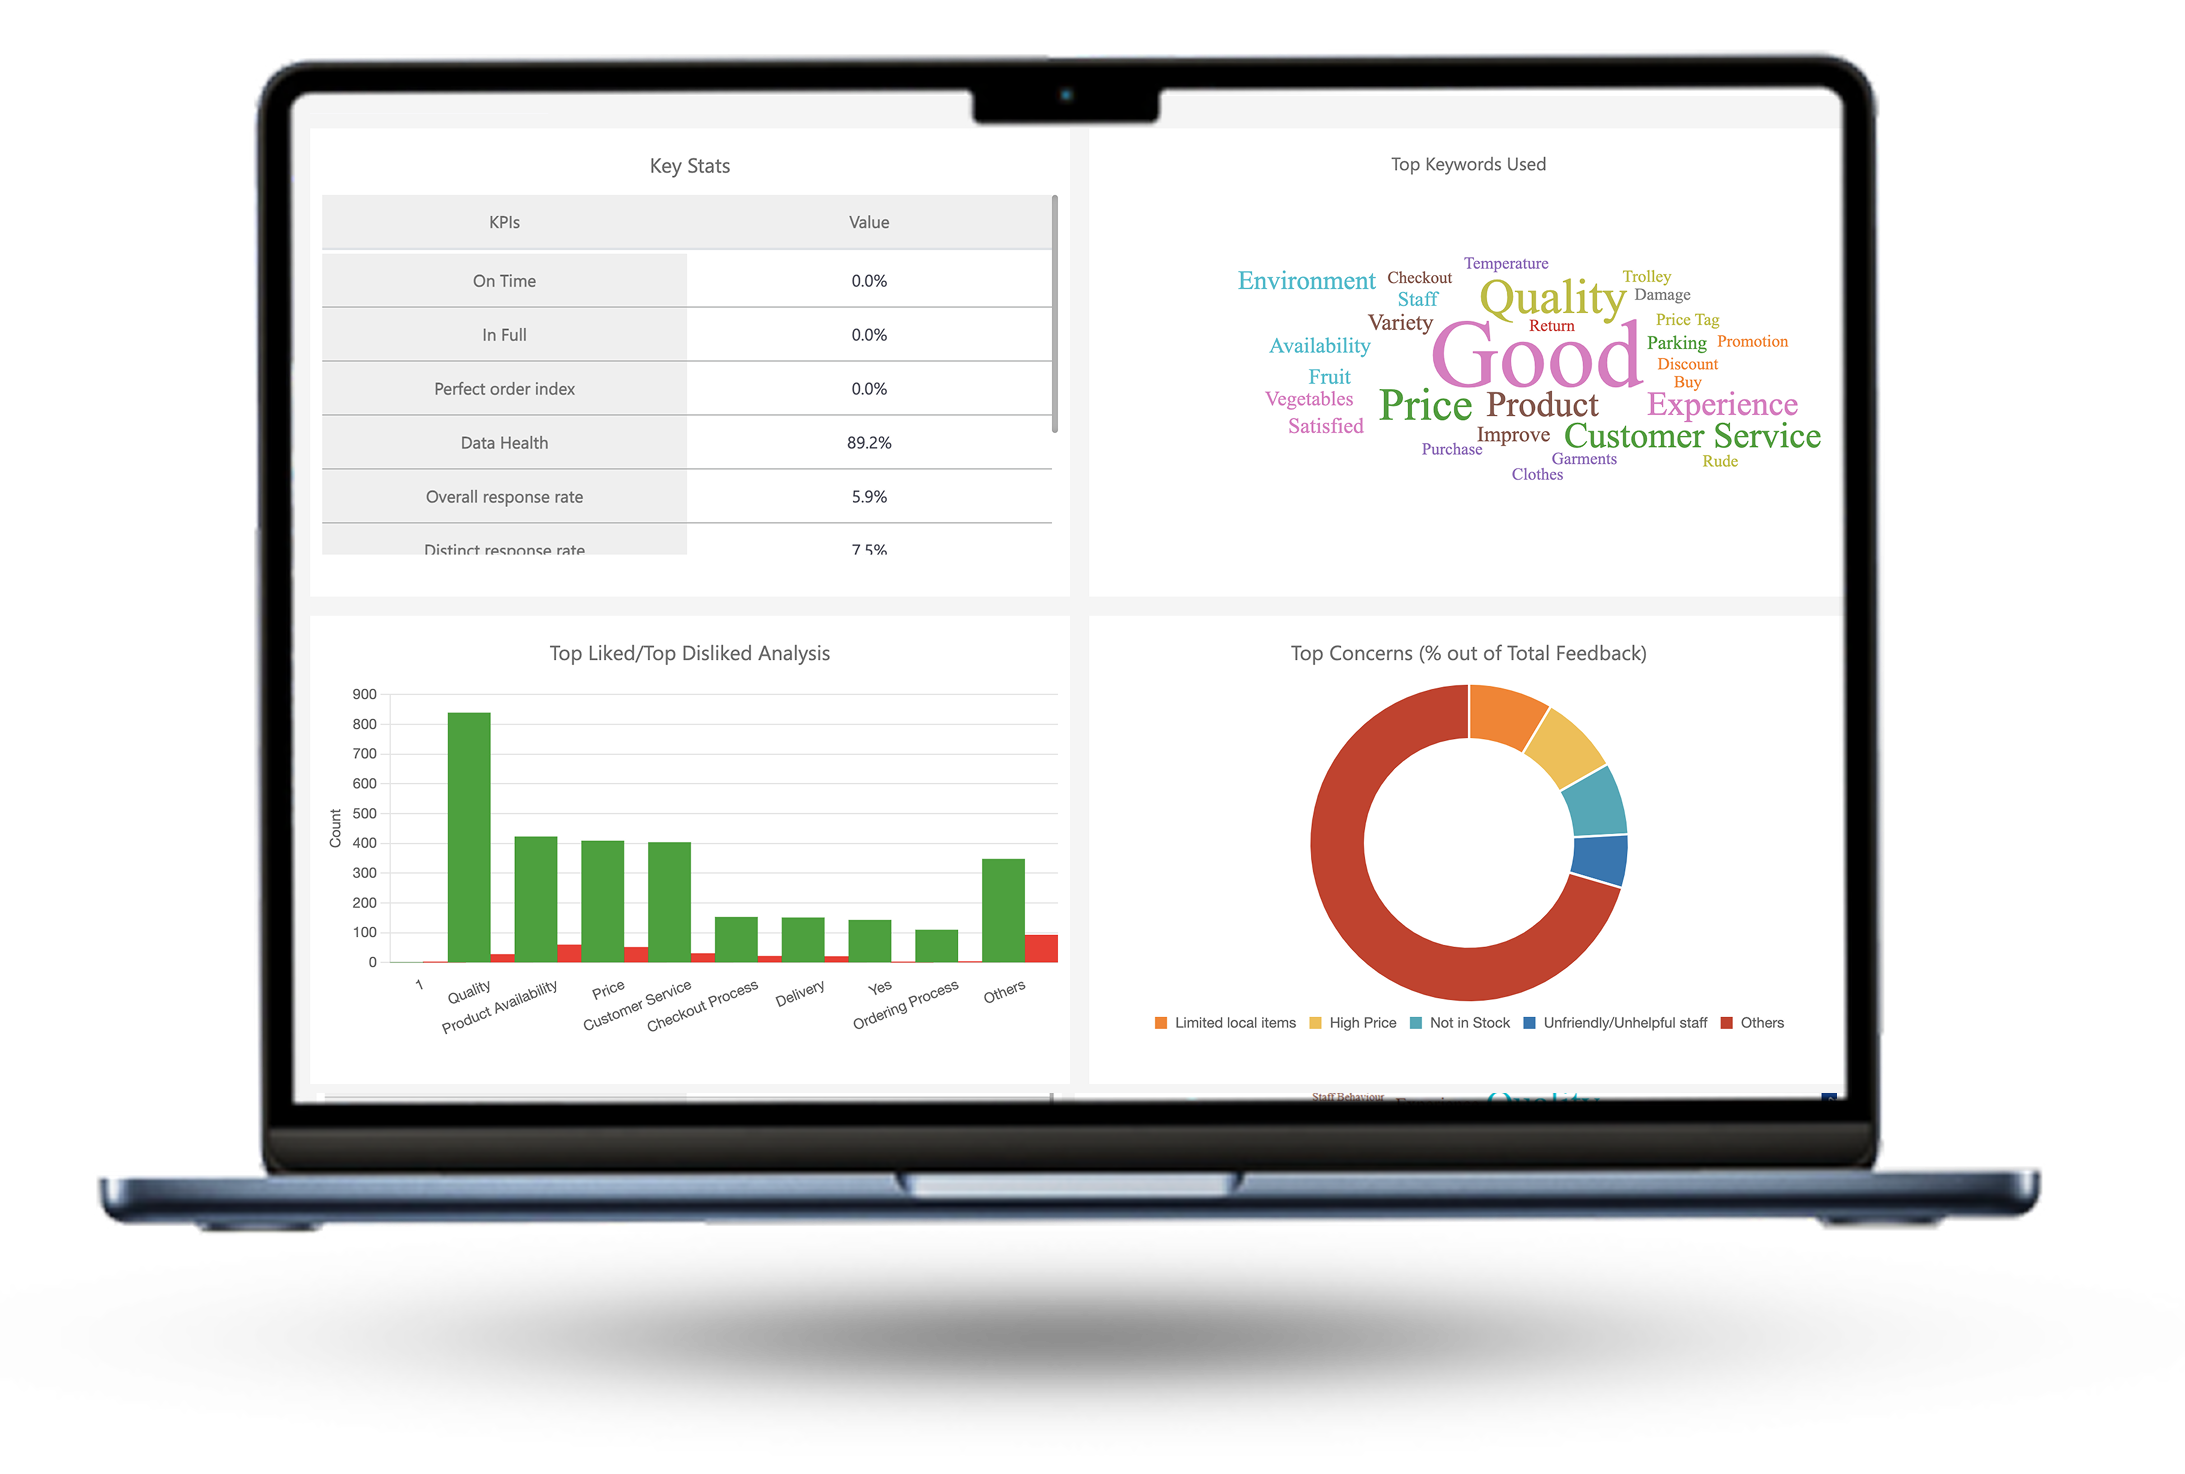 Key Stats
KPIs Value
On Time 0.0%
In Full 0.0%
Perfect order index 0.0%
Data Health 89.2%
Overall response rate 5.9%
Distinct response rate 7.5%
Top Keywords Used
Temperature
Environment Checkout Trolley
Staff Quality Damage
Variety Return Price Tag
Availability Good Parking Promotion
Discount
Fruit Buy
Vegetables Price Product Experience
Satisfied Improve Customer Service
Purchase Garments Rude
Clothes
Top Liked/Top Disliked Analysis
900
800
700
600
500
400
300
200
100
0
Count
1 Quality Product Availability Price Customer Service Checkout Process Delivery Yes Ordering Process Others
Top Concerns (% out of Total Feedback)
Limited local items High Price Not in Stock Unfriendly/Unhelpful staff Others
Staff Behaviour Quality